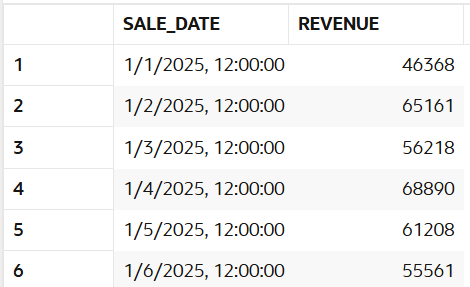 SALE_DATE REVENUE
1 1/1/2025, 12:00:00 46368
2 1/2/2025, 12:00:00 65161
3 1/3/2025, 12:00:00 56218
4 1/4/2025, 12:00:00 68890
5 1/5/2025, 12:00:00 61208
6 1/6/2025, 12:00:00 55561